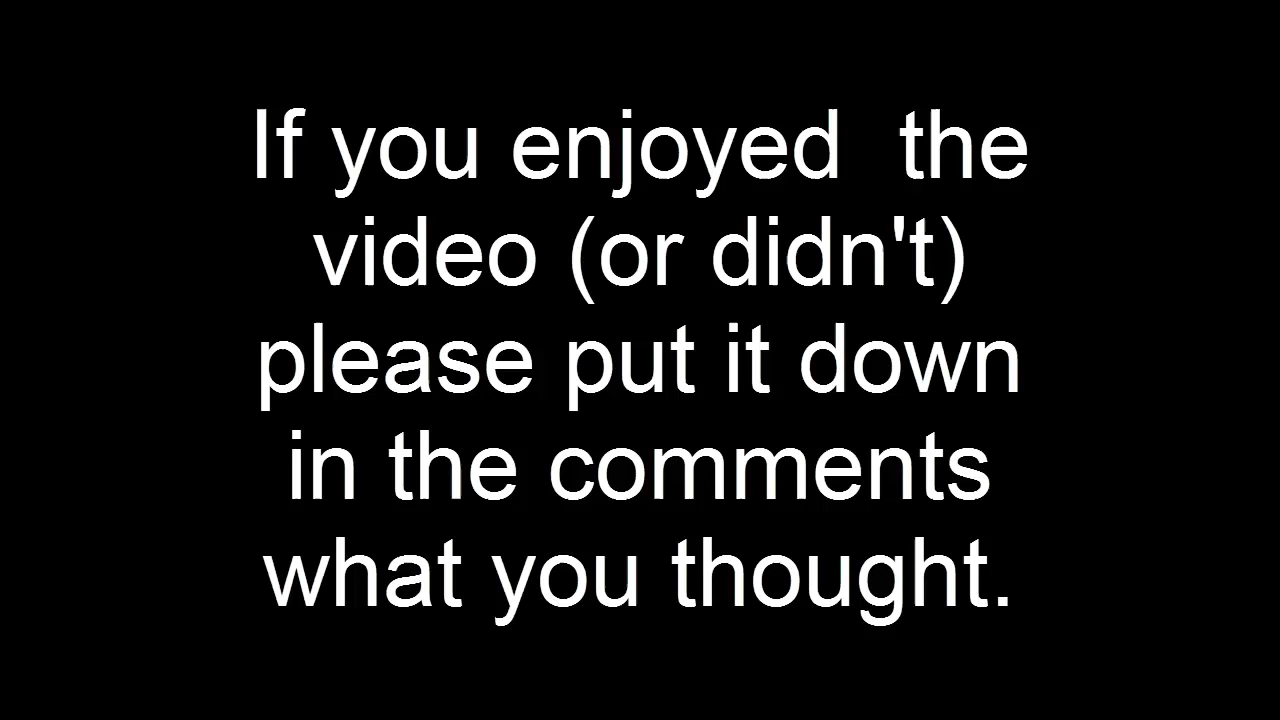 If you enjoyed  the
video (or didn't)
please put it down
in the comments
what you thought.